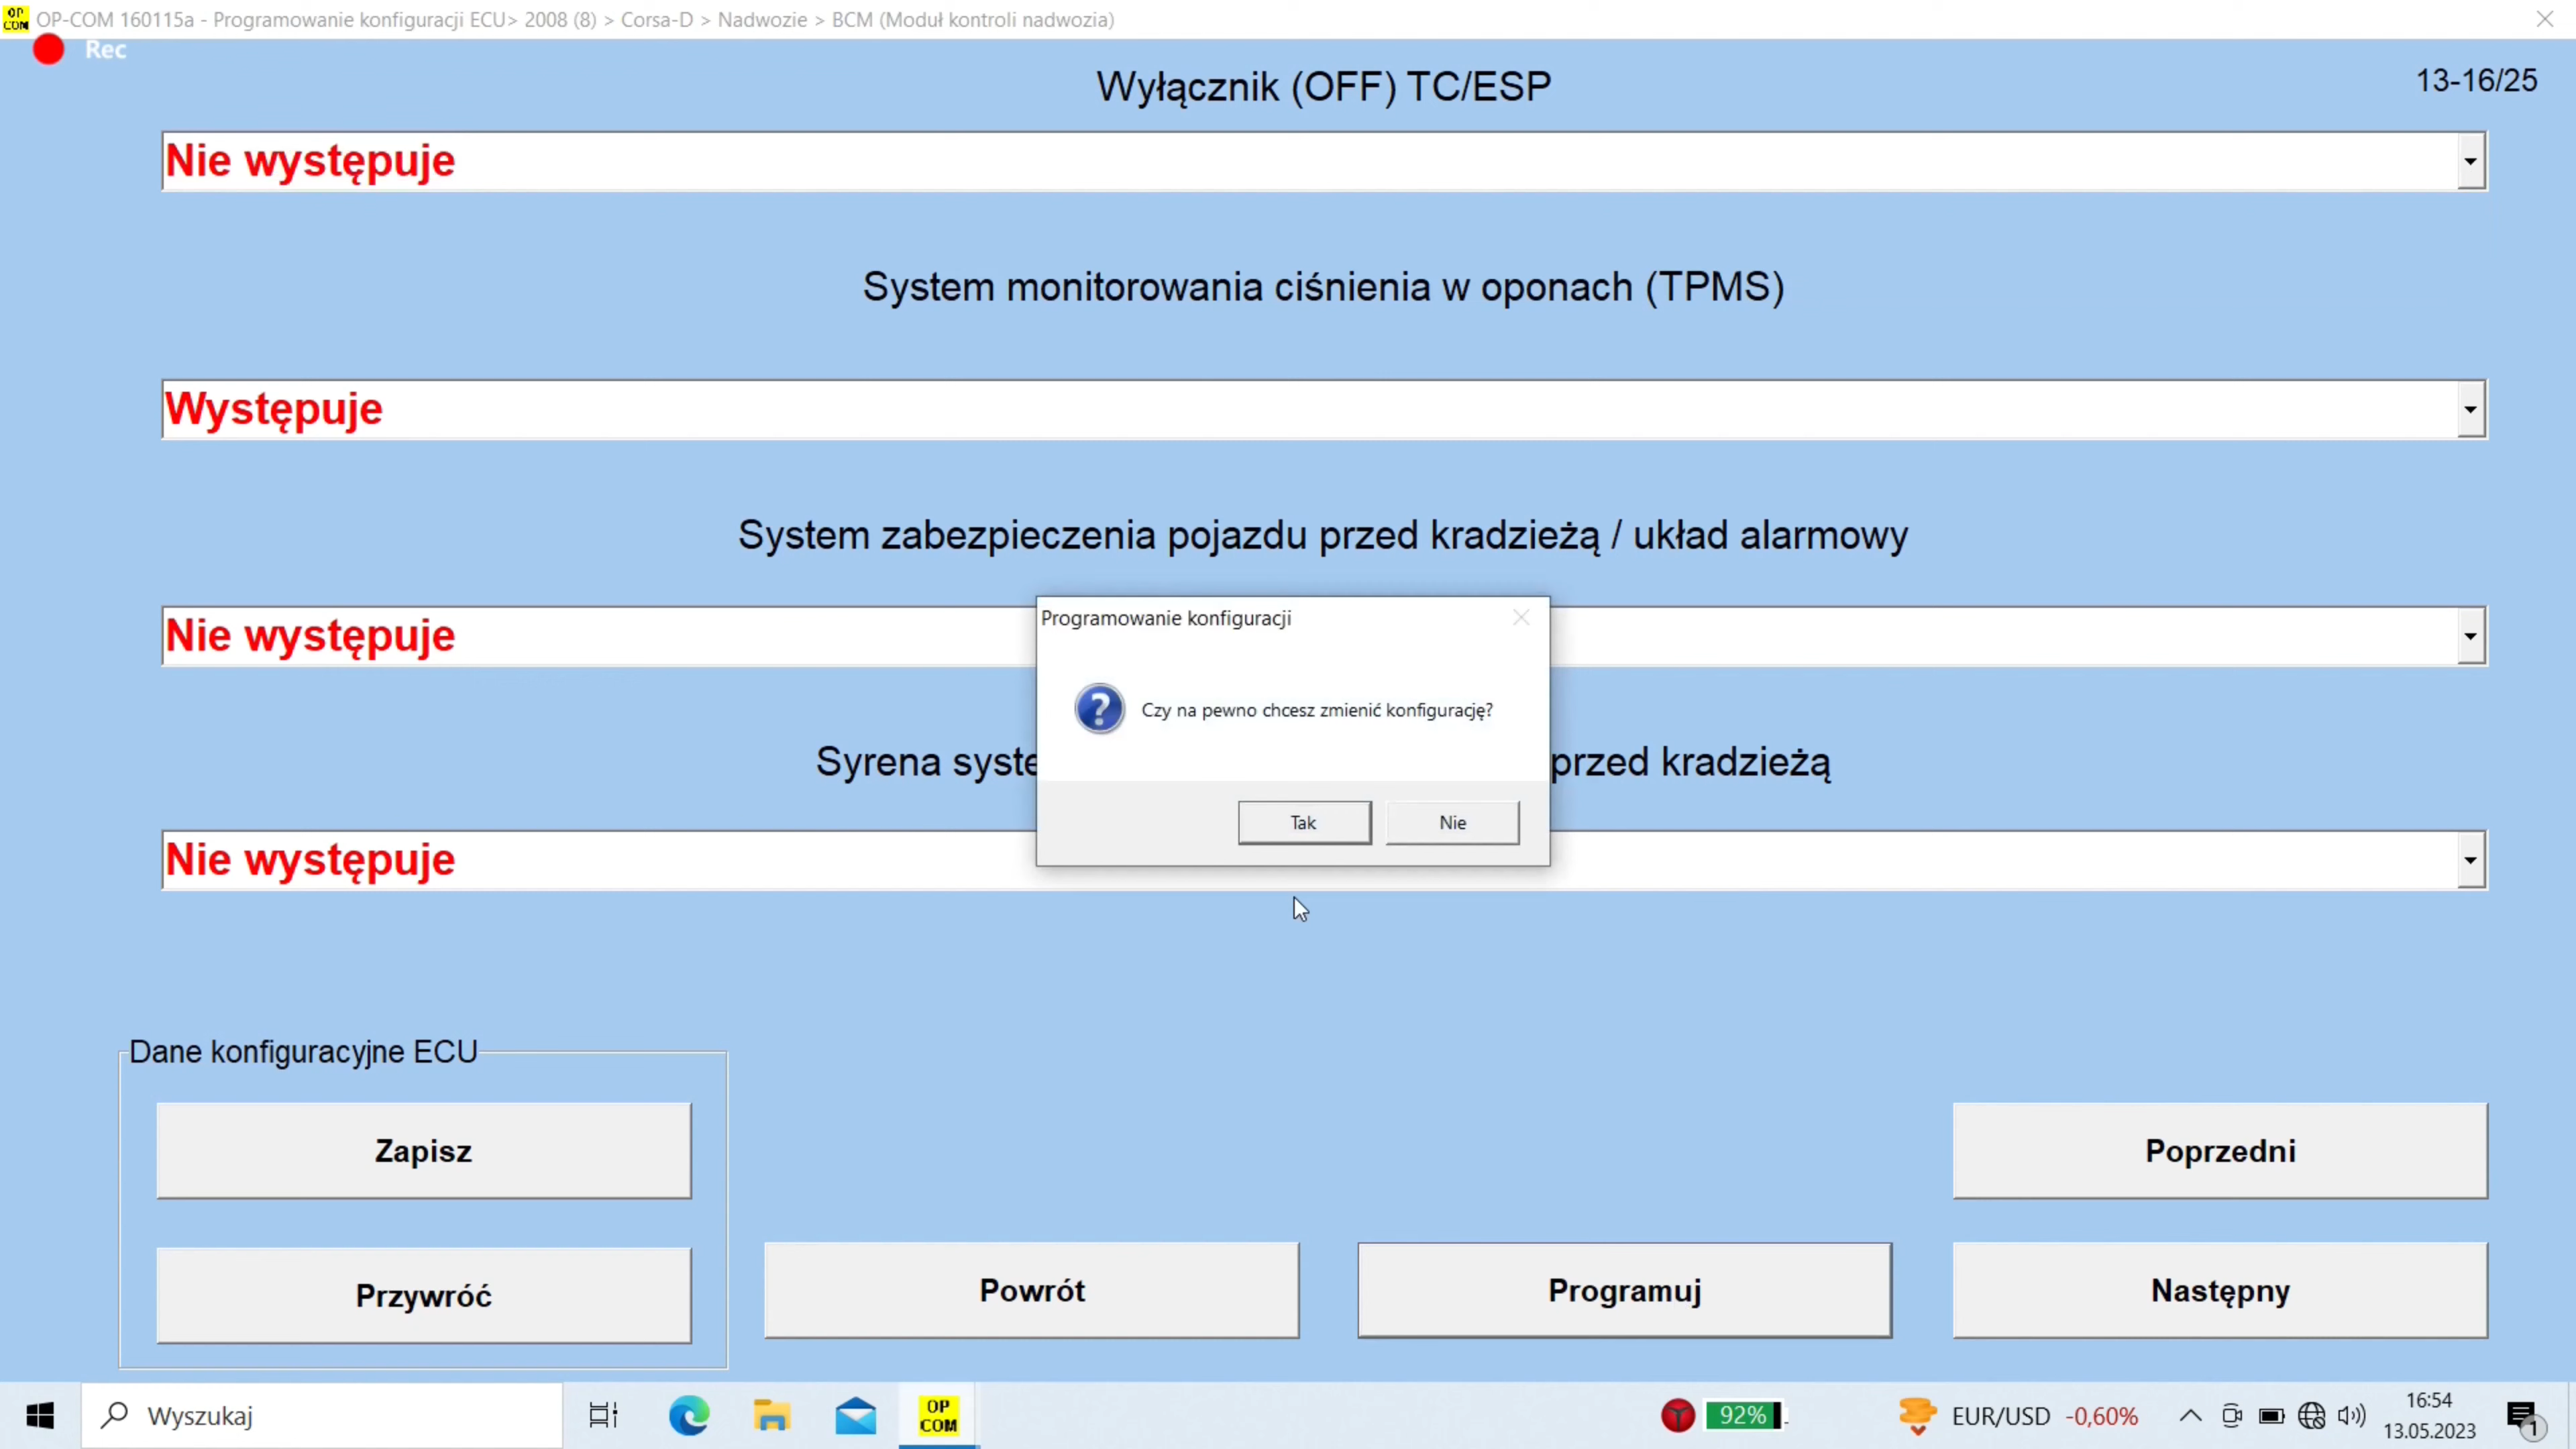 OP-COM 160115a - Programowanie konfiguracji ECU> 2008 (8) > Corsa-D > Nadwozie > BCM (Moduł kontroli nadwozia)
Rec
Wyłącznik (OFF) TC/ESP
13-16/25
Nie występuje
System monitorowania ciśnienia w oponach (TPMS)
Występuje
System zabezpieczenia pojazdu przed kradzieżą / układ alarmowy
Nie występuje
Programowanie konfiguracji
Czy na pewno chcesz zmienić konfigurację?
Syrena syste
przed kradzieżą
Tak
Nie
Nie występuje
Dane konfiguracyjne ECU
Zapisz
Poprzedni
Przywróć
Powrót
Programuj
Następny
Wyszukaj
OP
COM
92%
EUR/USD -0,60%
16:54
13.05.2023
1